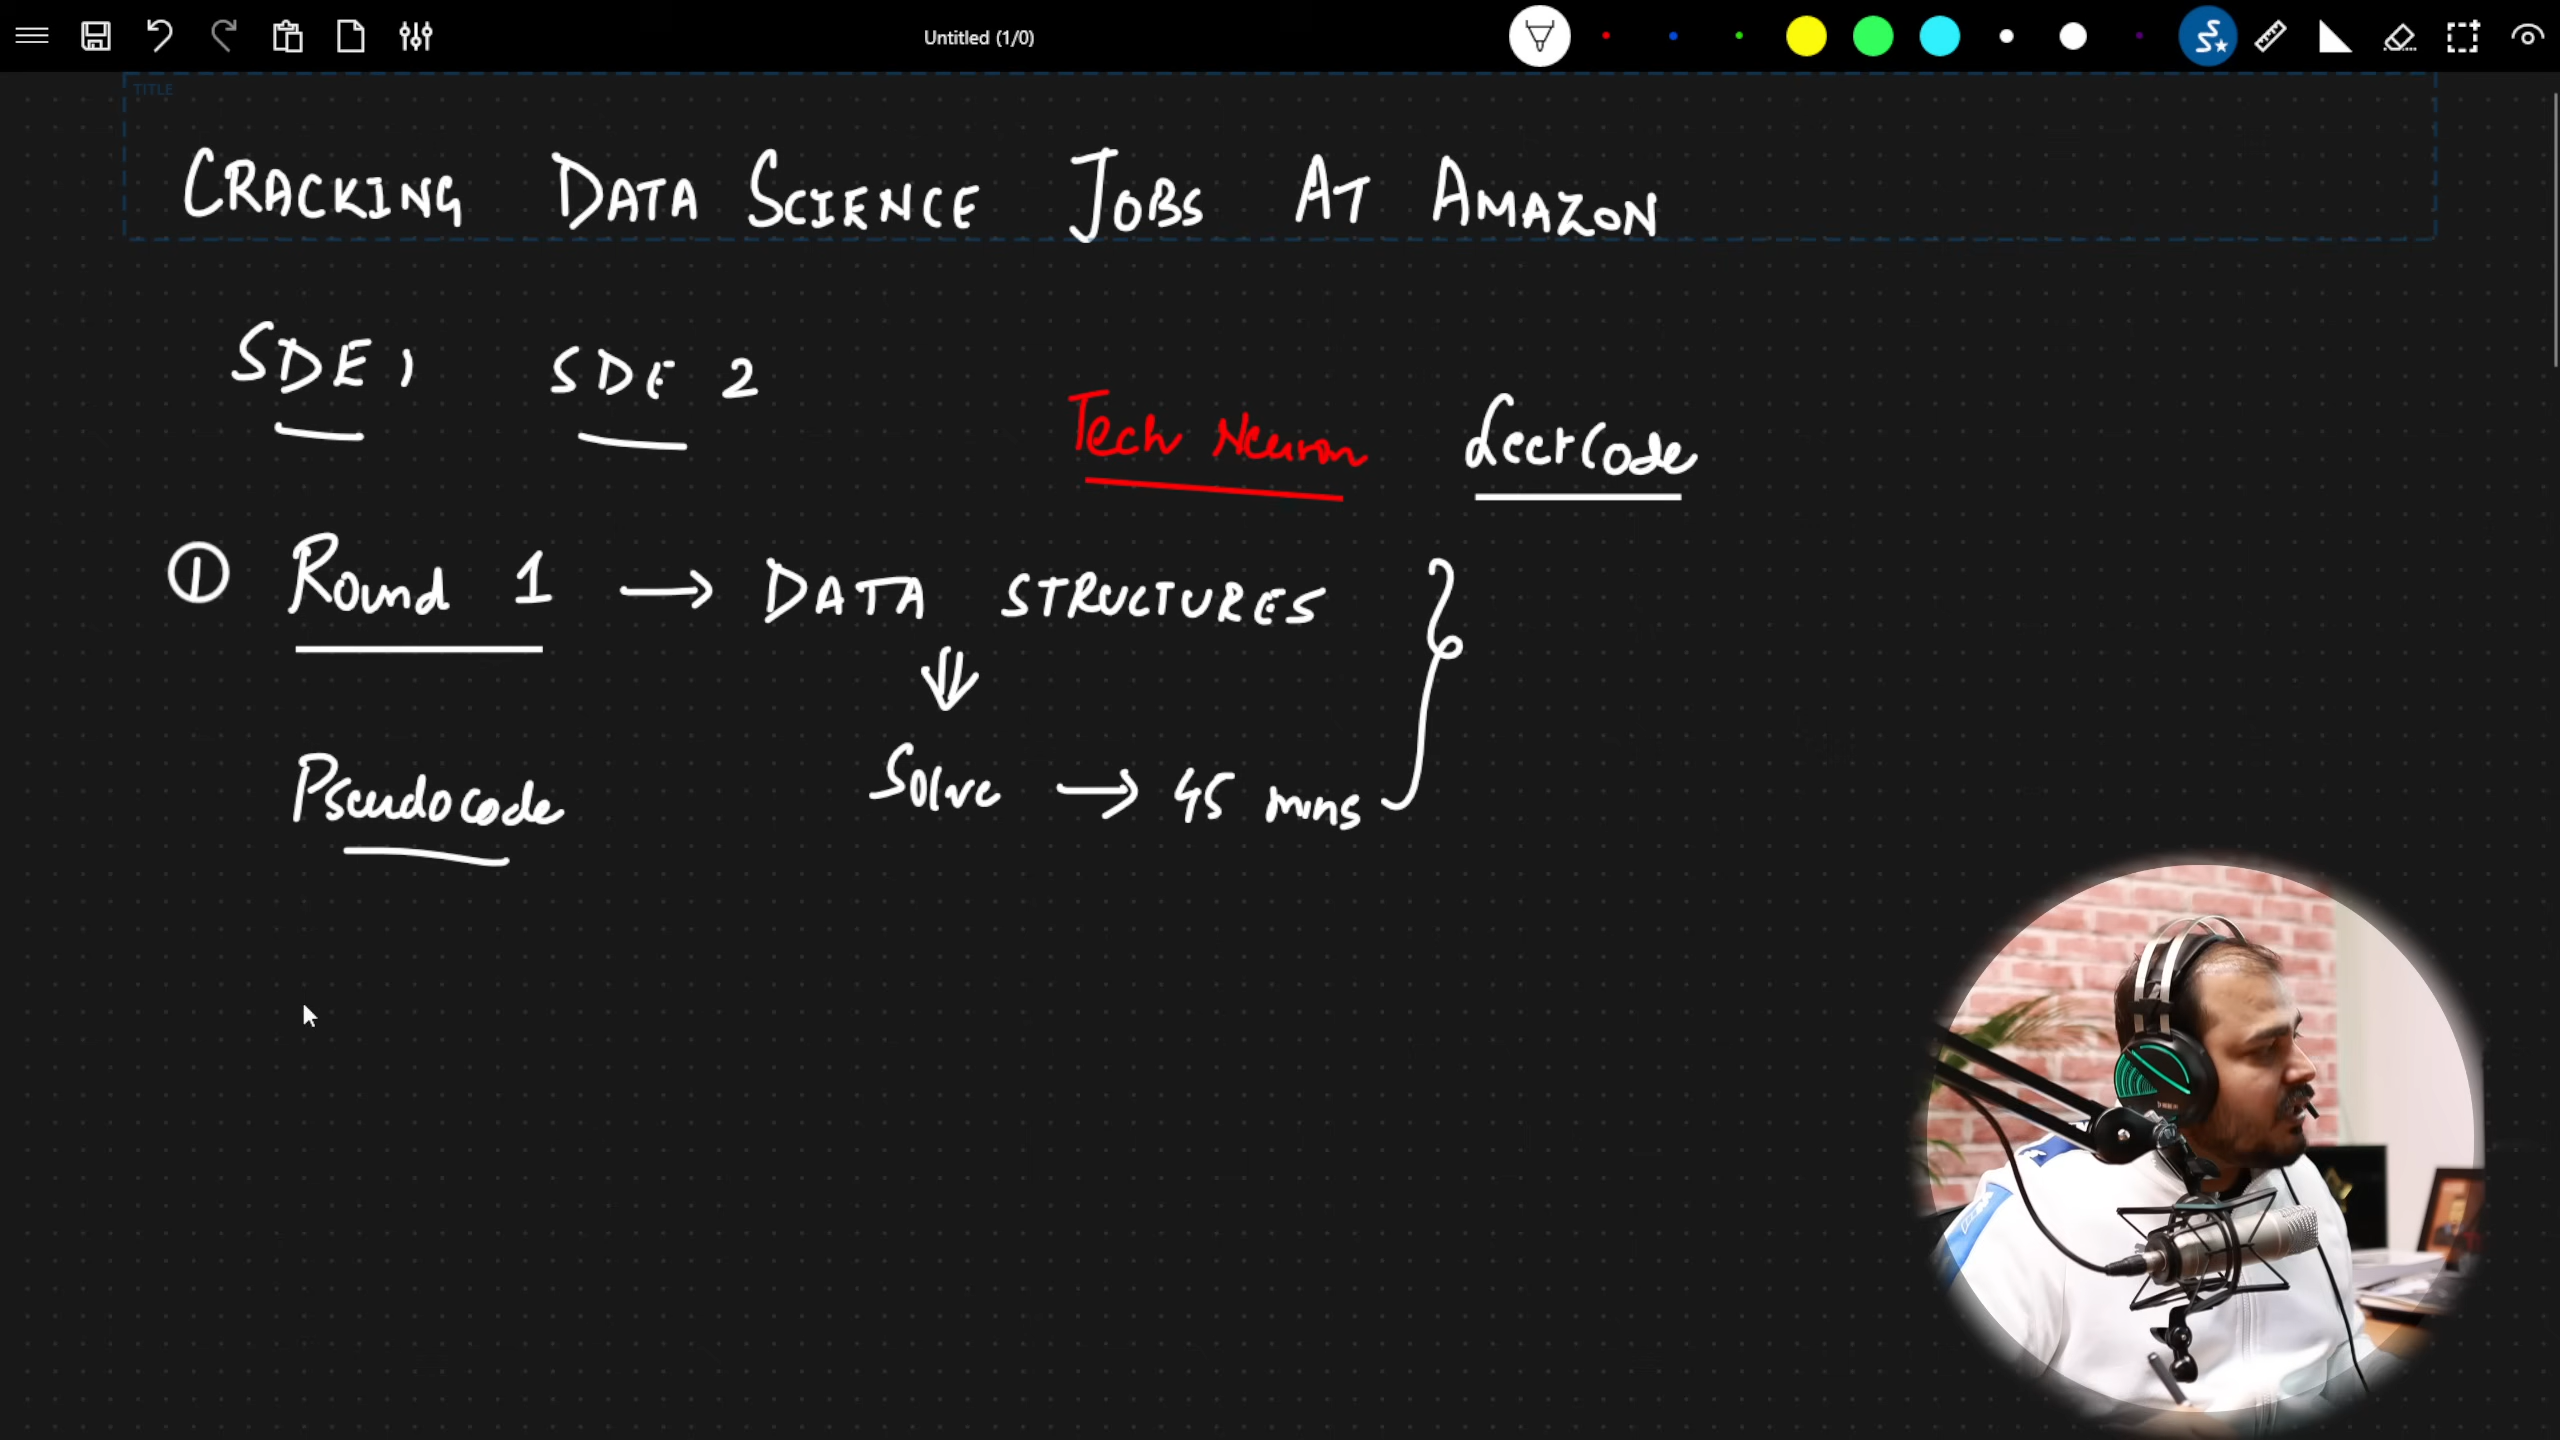 Untitled (1/0)
TITLE
CRACKING DATA SCIENCE JOBS AT AMAZON
SDE 1 SDE 2
Tech Neuron LeetCode
① Round 1 → DATA STRUCTURES
⇓
Pseudocode Solve → 45 mins